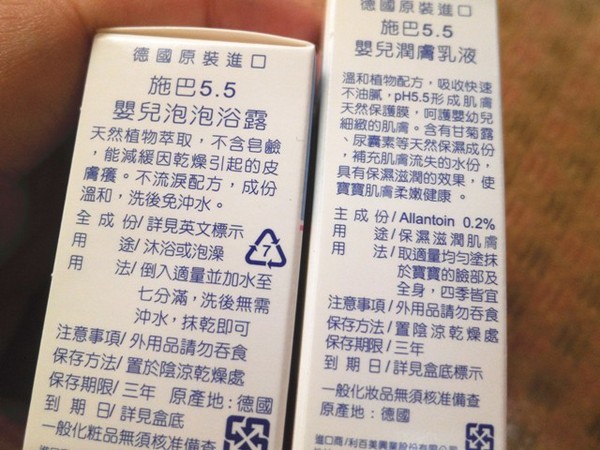 德國原裝進口
施巴5.5
嬰兒泡泡浴露
天然植物萃取，不含皂鹼
，能減緩因乾燥引起的皮
膚癢。不流淚配方，成份
溫和，洗後免沖水。
全成份/詳見英文標示
用途/沐浴或泡澡
用法/倒入適量並加水至
七分滿，洗後無需
沖水，抹乾即可
注意事項/外用品請勿吞食
保存方法/置於陰涼乾燥處
保存期限/三年 原產地:德國
到期日/詳見盒底
一般化粧品無須核准備查
7
德國原裝進口
施巴5.5
嬰兒潤膚乳液
溫和植物配方，吸收快速
不油膩，pH5.5形成肌膚
天然保護膜，呵護嬰幼兒
細緻的肌膚。含有甘菊露
、尿囊素等天然保濕成份
，補充肌膚流失的水份，
具有保濕滋潤的效果，使
寶寶肌膚柔嫩健康。
主成份/Allantoin 0.2%
用途/保濕滋潤肌膚
用法/取適量均勻塗抹
於寶寶的臉部及
全身，四季皆宜
注意事項/外用品請勿吞食
保存方法/置陰涼乾燥處
保存期限/三年
到期日/詳見盒底標示
一般化妝品無須核准備查
原產地:德國
進口商/利百美興業股份有限公司